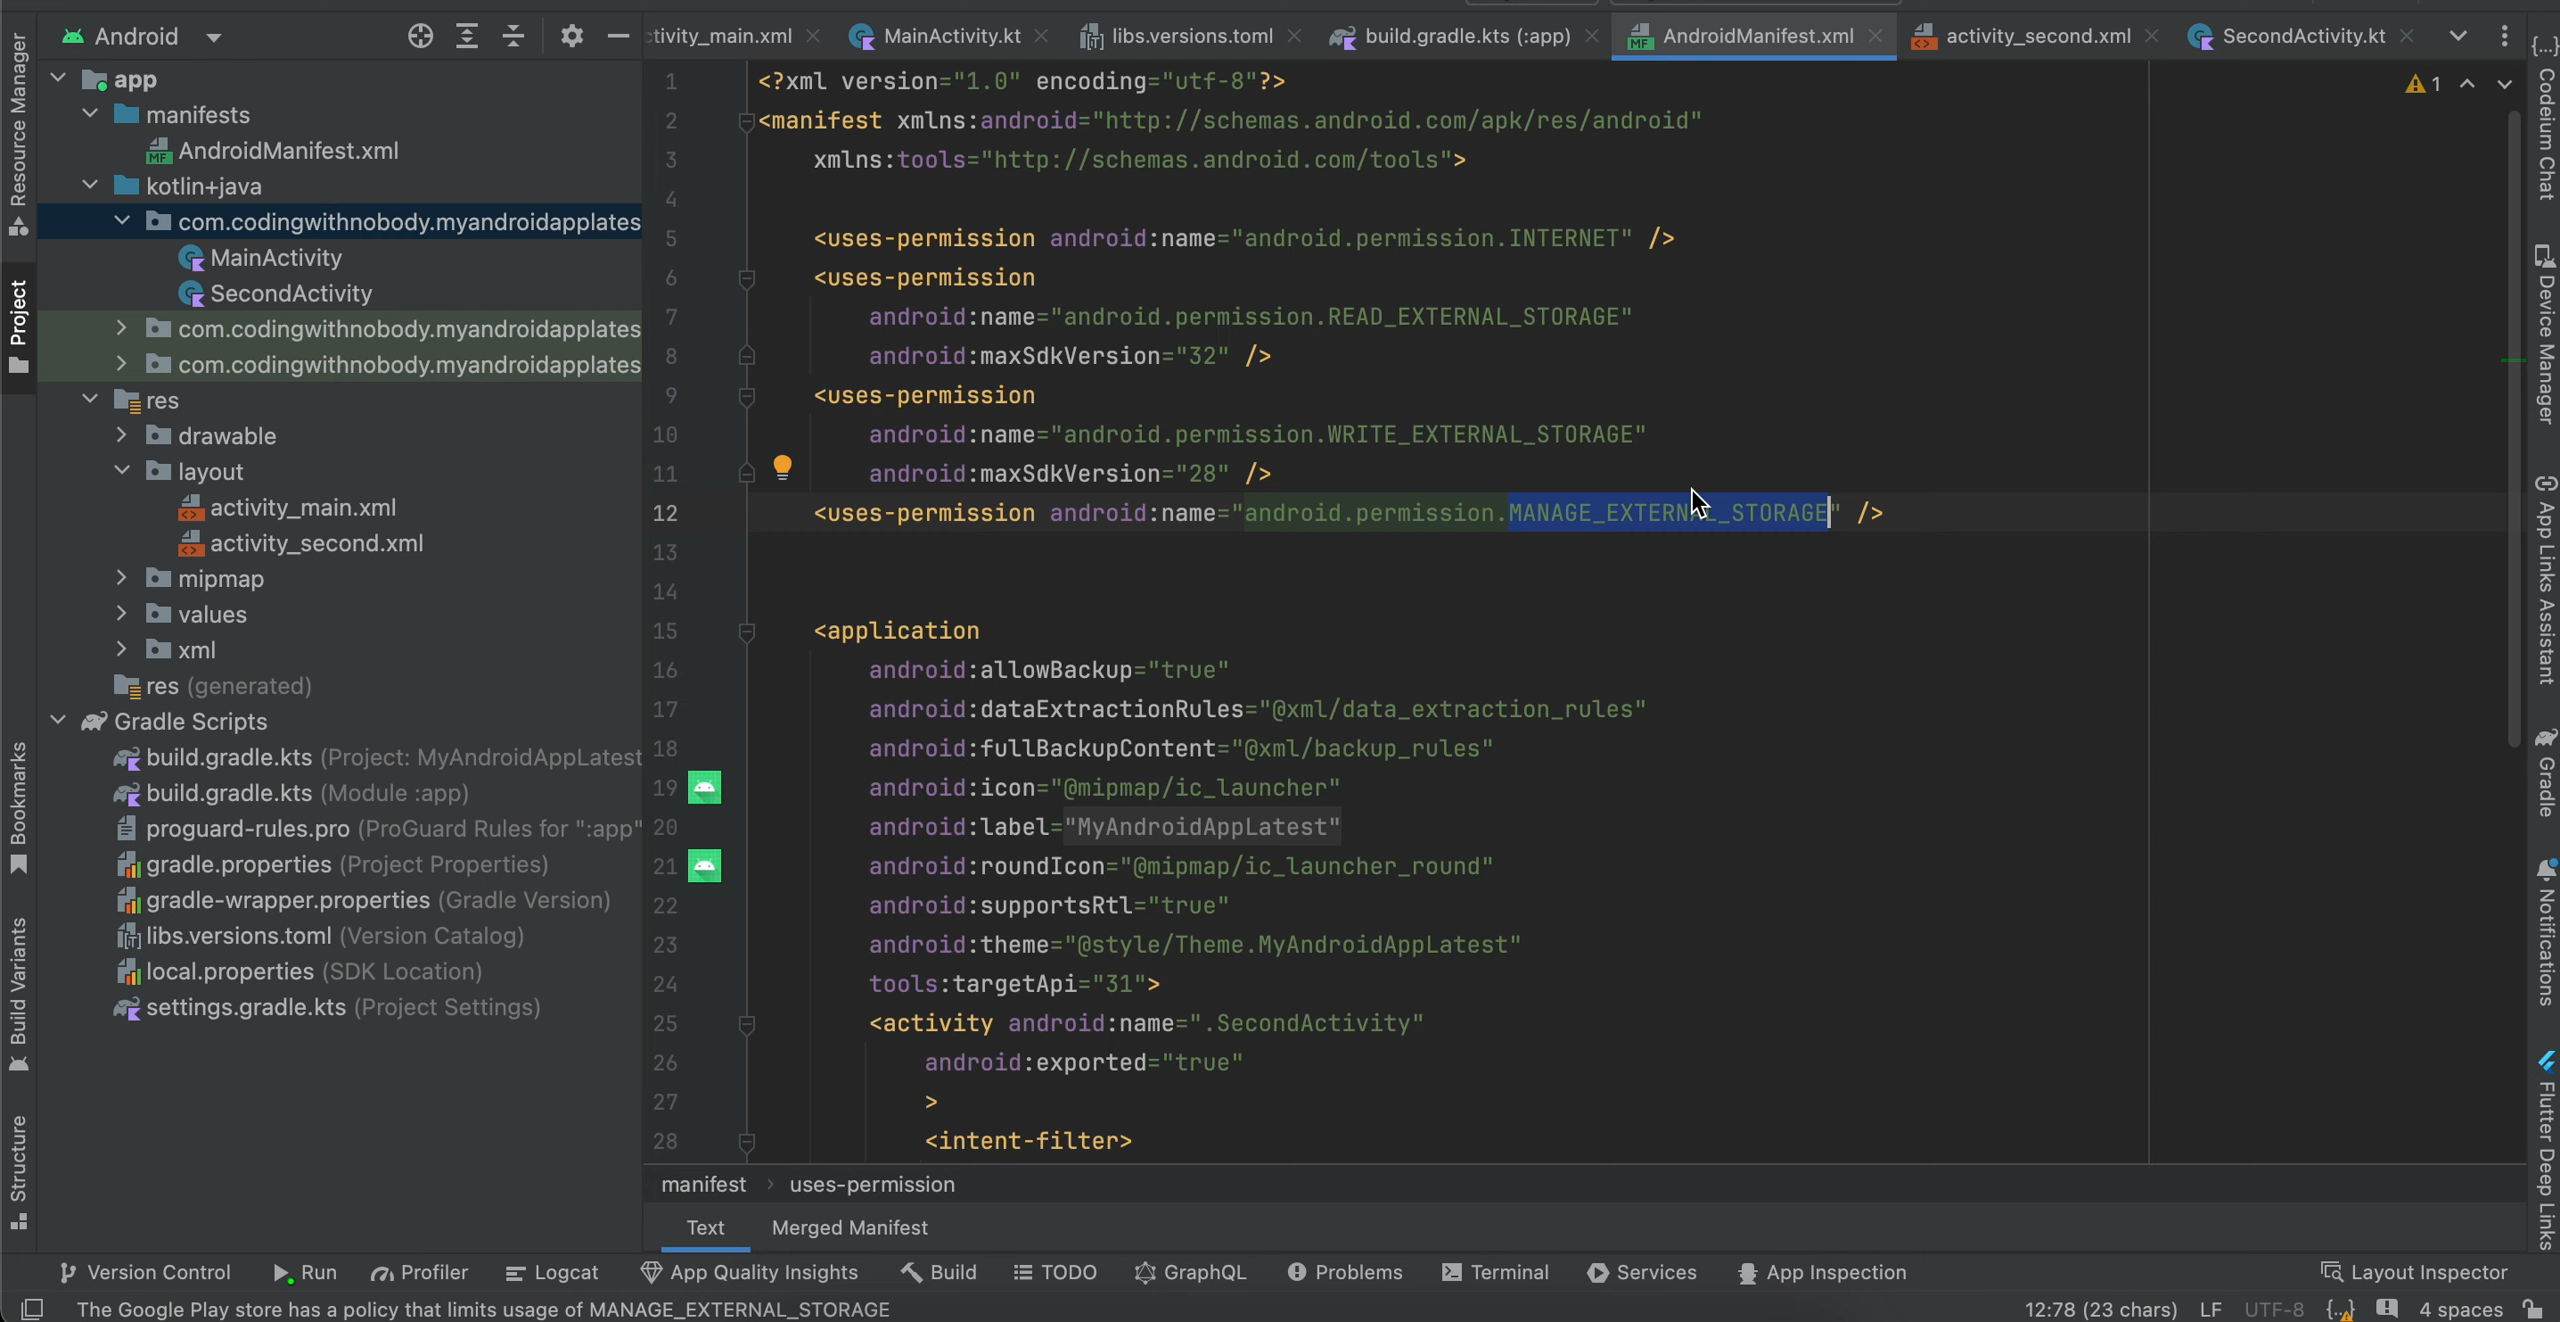 Android
tivity_main.xml
MainActivity.kt
libs.versions.toml
build.gradle.kts (:app)
AndroidManifest.xml
activity_second.xml
SecondActivity.kt
Resource Manager
Project
Bookmarks
Build Variants
Structure
app
manifests
AndroidManifest.xml
kotlin+java
com.codingwithnobody.myandroidapplates
MainActivity
SecondActivity
com.codingwithnobody.myandroidapplates
com.codingwithnobody.myandroidapplates
res
drawable
layout
activity_main.xml
activity_second.xml
mipmap
values
xml
res (generated)
Gradle Scripts
build.gradle.kts (Project: MyAndroidAppLatest
build.gradle.kts (Module :app)
proguard-rules.pro (ProGuard Rules for ":app"
gradle.properties (Project Properties)
gradle-wrapper.properties (Gradle Version)
libs.versions.toml (Version Catalog)
local.properties (SDK Location)
settings.gradle.kts (Project Settings)
1 <?xml version="1.0" encoding="utf-8"?>
2 <manifest xmlns:android="http://schemas.android.com/apk/res/android"
3 xmlns:tools="http://schemas.android.com/tools">
4
5 <uses-permission android:name="android.permission.INTERNET" />
6 <uses-permission
7 android:name="android.permission.READ_EXTERNAL_STORAGE"
8 android:maxSdkVersion="32" />
9 <uses-permission
10 android:name="android.permission.WRITE_EXTERNAL_STORAGE"
11 android:maxSdkVersion="28" />
12 <uses-permission android:name="android.permission.MANAGE_EXTERNAL_STORAGE" />
13
14
15 <application
16 android:allowBackup="true"
17 android:dataExtractionRules="@xml/data_extraction_rules"
18 android:fullBackupContent="@xml/backup_rules"
19 android:icon="@mipmap/ic_launcher"
20 android:label="MyAndroidAppLatest"
21 android:roundIcon="@mipmap/ic_launcher_round"
22 android:supportsRtl="true"
23 android:theme="@style/Theme.MyAndroidAppLatest"
24 tools:targetApi="31">
25 <activity android:name=".SecondActivity"
26 android:exported="true"
27 >
28 <intent-filter>
1
Codeium Chat
Device Manager
App Links Assistant
Gradle
Notifications
Flutter Deep Links
manifest > uses-permission
Text Merged Manifest
Version Control Run Profiler Logcat App Quality Insights Build TODO GraphQL Problems Terminal Services App Inspection Layout Inspector
The Google Play store has a policy that limits usage of MANAGE_EXTERNAL_STORAGE 12:78 (23 chars) LF UTF-8 4 spaces